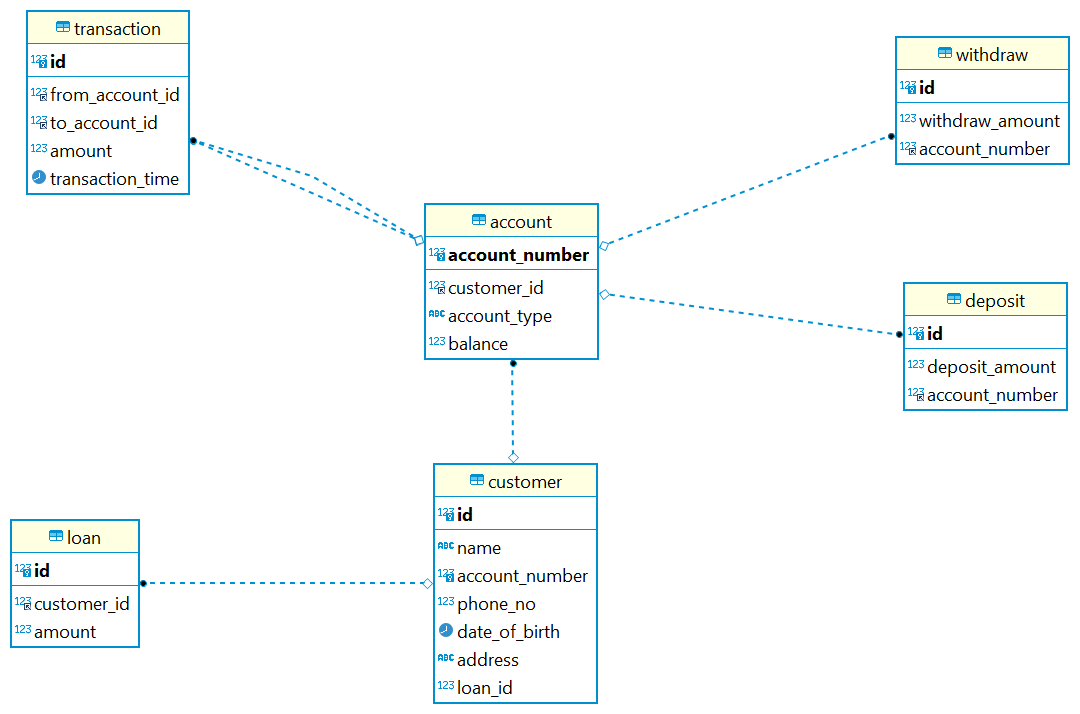 transaction
123 id
123 from_account_id
123 to_account_id
123 amount
transaction_time
withdraw
123 id
123 withdraw_amount
123 account_number
account
123 account_number
123 customer_id
ABC account_type
123 balance
deposit
123 id
123 deposit_amount
123 account_number
customer
123 id
ABC name
123 account_number
123 phone_no
date_of_birth
ABC address
123 loan_id
loan
123 id
123 customer_id
123 amount